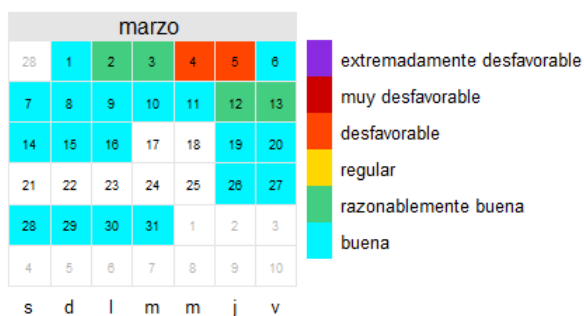 marzo
28 1 2 3 4 5 6
7 8 9 10 11 12 13
14 15 16 17 18 19 20
21 22 23 24 25 26 27
28 29 30 31 1 2 3
4 5 6 7 8 9 10
s d l m m j v
extremadamente desfavorable
muy desfavorable
desfavorable
regular
razonablemente buena
buena